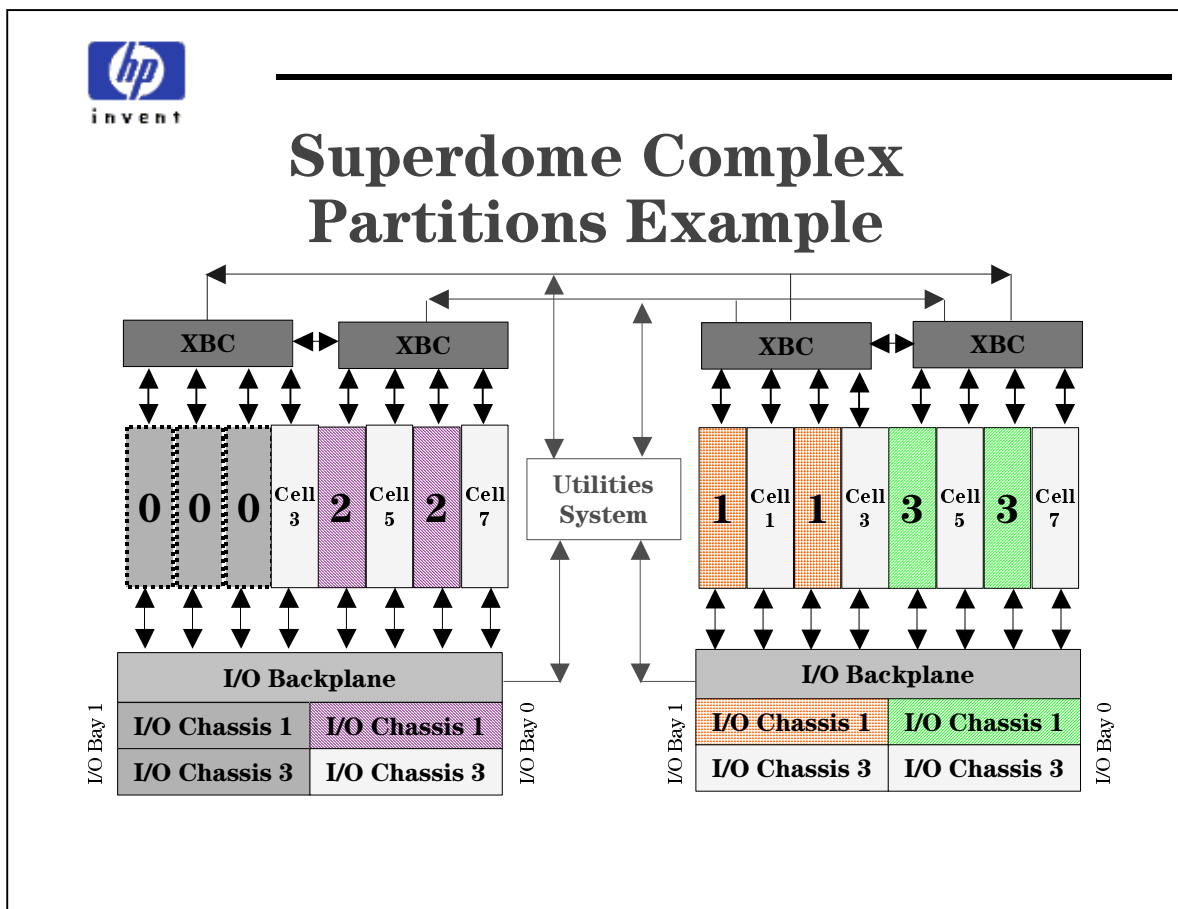 hp
invent
Superdome Complex
Partitions Example
XBC
XBC
XBC
XBC
0
0
0
Cell
3
2
Cell
5
2
Cell
7
Utilities
System
1
Cell
1
1
Cell
3
3
Cell
5
3
Cell
7
I/O Bay 1
I/O Backplane
I/O Chassis 1
I/O Chassis 1
I/O Chassis 3
I/O Chassis 3
I/O Bay 0
I/O Bay 1
I/O Backplane
I/O Chassis 1
I/O Chassis 1
I/O Chassis 3
I/O Chassis 3
I/O Bay 0